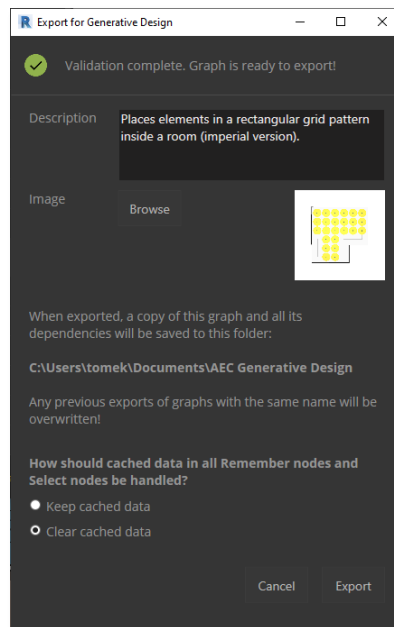 Export for Generative Design
Validation complete. Graph is ready to export!
Description
Places elements in a rectangular grid pattern
inside a room (imperial version).
Image
Browse
When exported, a copy of this graph and all its
dependencies will be saved to this folder:
C:\Users\tomek\Documents\AEC Generative Design
Any previous exports of graphs with the same name will be
overwritten!
How should cached data in all Remember nodes and
Select nodes be handled?
Keep cached data
Clear cached data
Cancel
Export